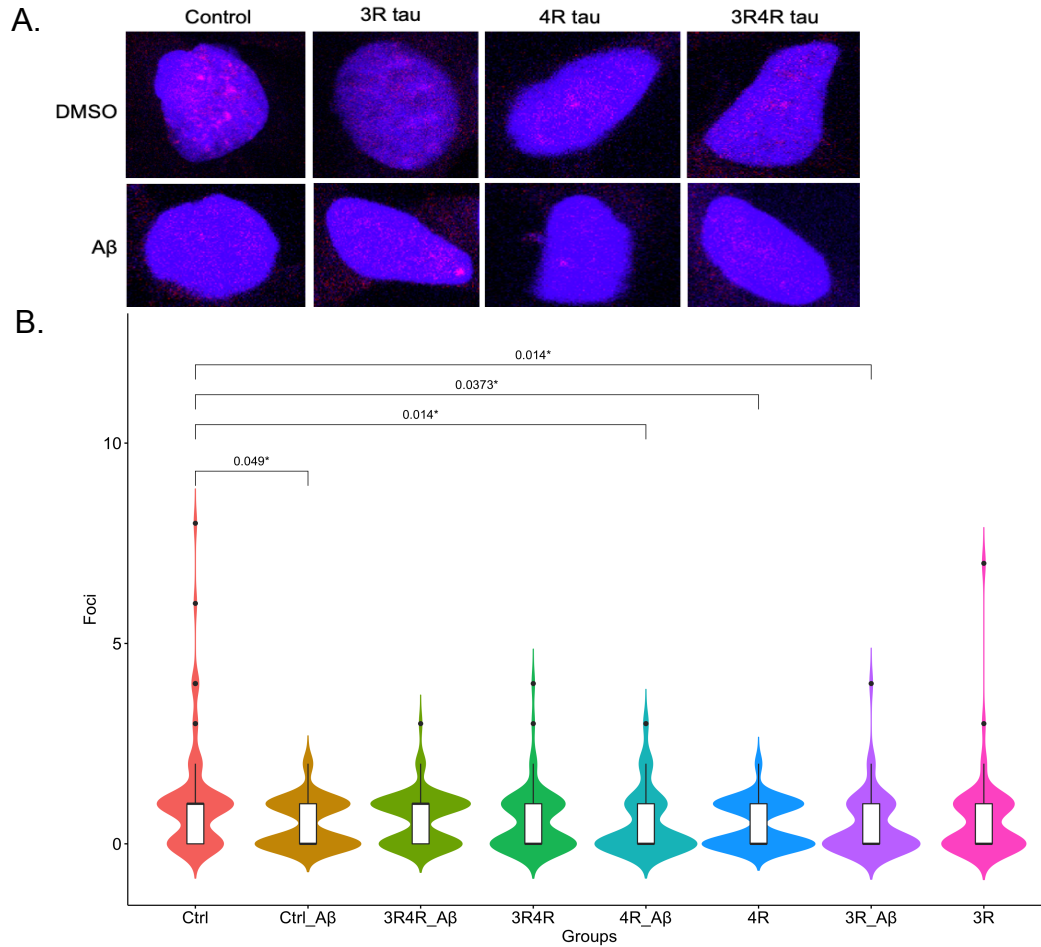 A.
Control 3R tau 4R tau 3R4R tau
DMSO
Aβ
B.
0.014*
0.0373*
0.014*
0.049*
10
5
0
Foci
Ctrl Ctrl_Aβ 3R4R_Aβ 3R4R 4R_Aβ 4R 3R_Aβ 3R
Groups